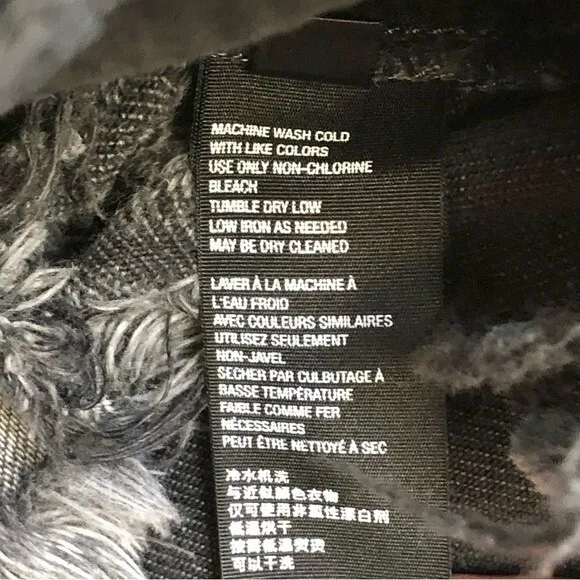 MACHINE WASH COLD
WITH LIKE COLORS
USE ONLY NON-CHLORINE
BLEACH
TUMBLE DRY LOW
LOW IRON AS NEEDED
MAY BE DRY CLEANED
LAVER À LA MACHINE À
L'EAU FROID
AVEC COULEURS SIMILAIRES
UTILISEZ SEULEMENT
NON-JAVEL
SECHER PAR CULBUTAGE À
BASSE TEMPÉRATURE
FAIBLE COMME FER
NÉCESSAIRES
PEUT ÊTRE NETTOYÉ À SEC
冷水机洗
与近似颜色衣物
仅可使用非氯性漂白剂
低温烘干
按需低温熨烫
可以干洗